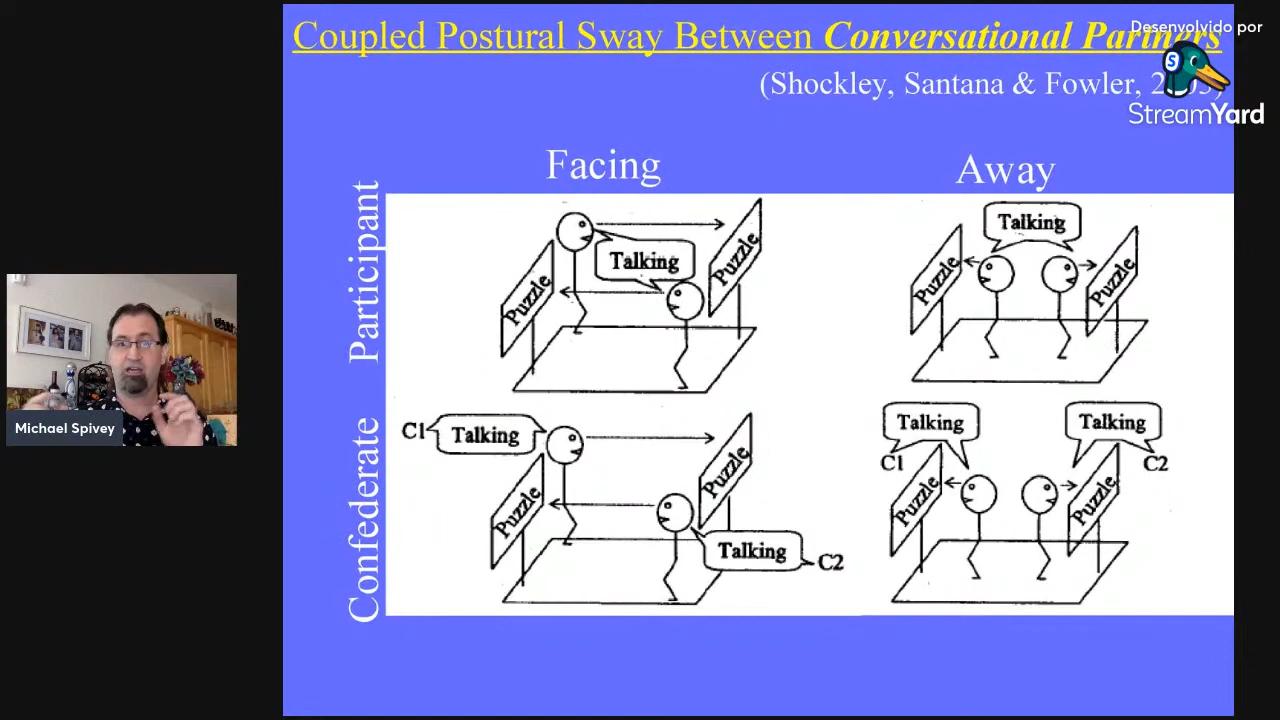 Coupled Postural Sway Between Conversational Partners
Desenvolvido por
(Shockley, Santana & Fowler,
StreamYard
Facing
Away
Participant
Talking
Puzzle
Puzzle
Talking
Puzzle
Puzzle
Confederate
C1
Talking
Puzzle
Puzzle
Talking
C2
Talking
Talking
C1
C2
Puzzle
Puzzle
Michael Spivey